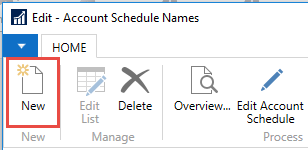 Edit - Account Schedule Names
HOME
New
Edit List
Delete
Overview...
Edit Account Schedule
New
Manage
Process